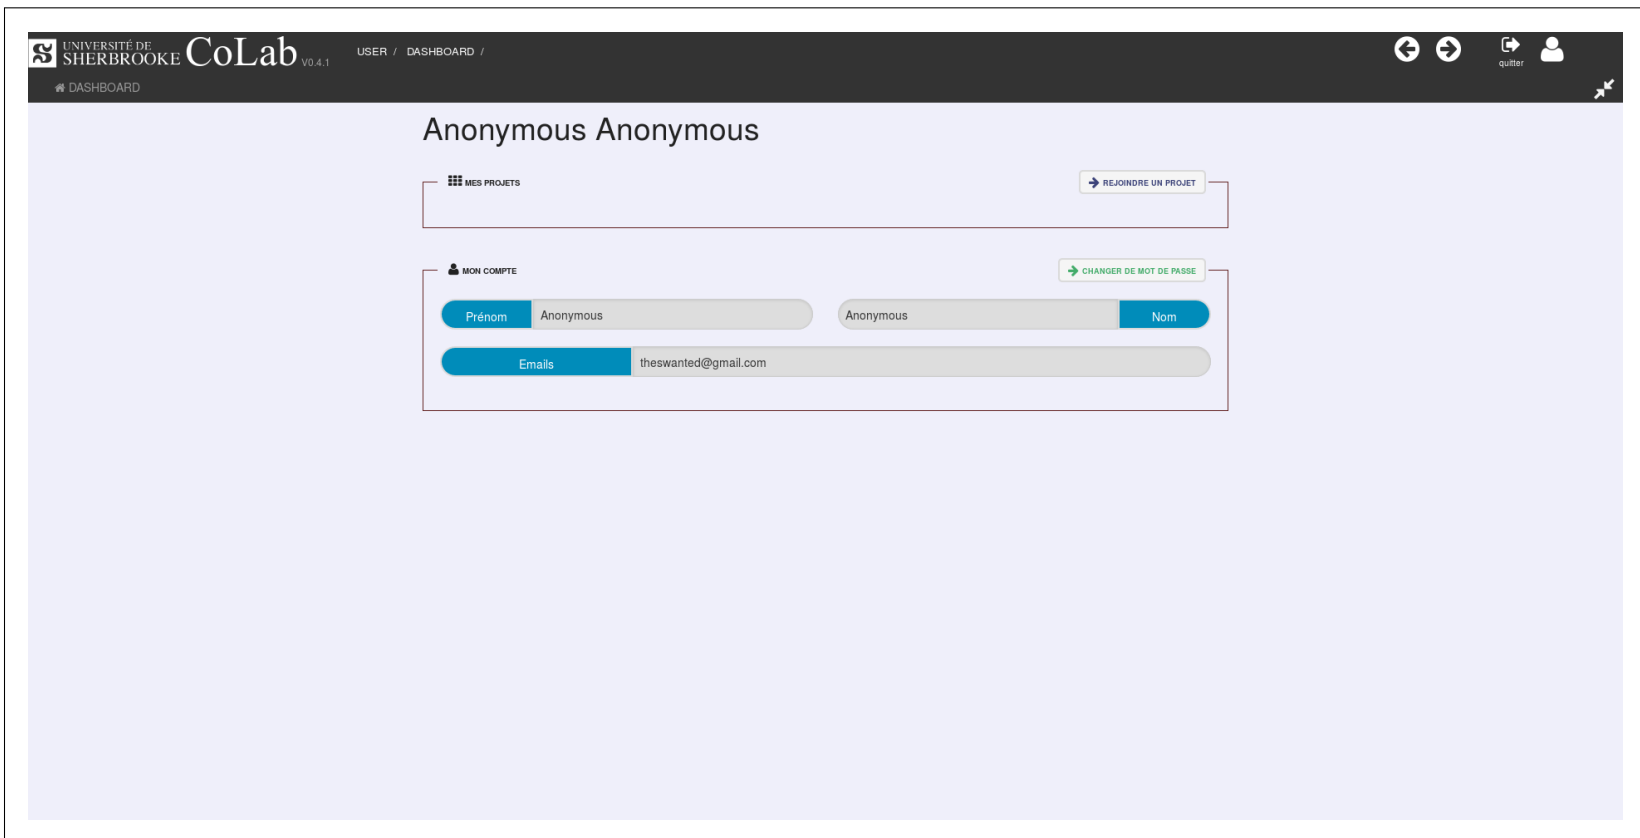 UNIVERSITÉ DE
SHERBROOKE CoLab V0.4.1 USER / DASHBOARD /
quitter
DASHBOARD
Anonymous Anonymous
MES PROJETS REJOINDRE UN PROJET
MON COMPTE CHANGER DE MOT DE PASSE
Prénom Anonymous Anonymous Nom
Emails theswanted@gmail.com